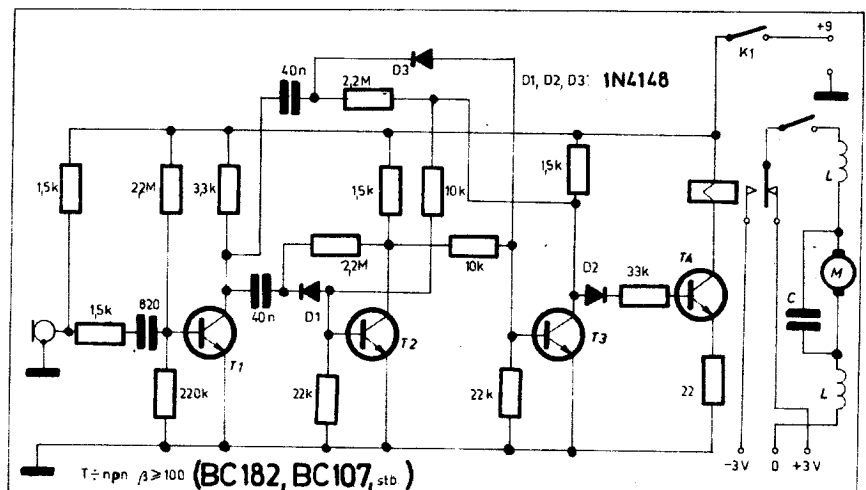 +9
K1
40n
D3
D1, D2, D3: 1N4148
2,2M
1,5k
2,2M
3,3k
1,5k
10k
1,5k
L
2,2M
10k
D2
33k
T4
M
820
40n
D1
C
1,5k
T1
T2
T3
220k
22k
22k
22
L
-3V
0
+3V
T÷npn β≥100 (BC182, BC107, stb.)